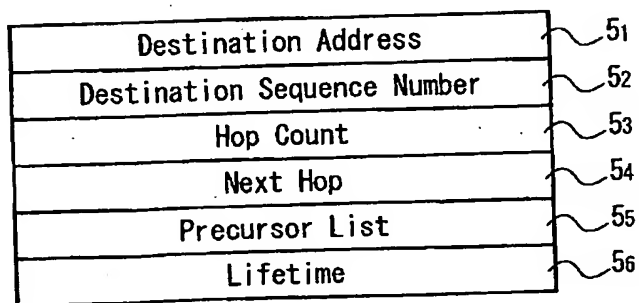 Destination Address 51
Destination Sequence Number 52
Hop Count 53
Next Hop 54
Precursor List 55
Lifetime 56